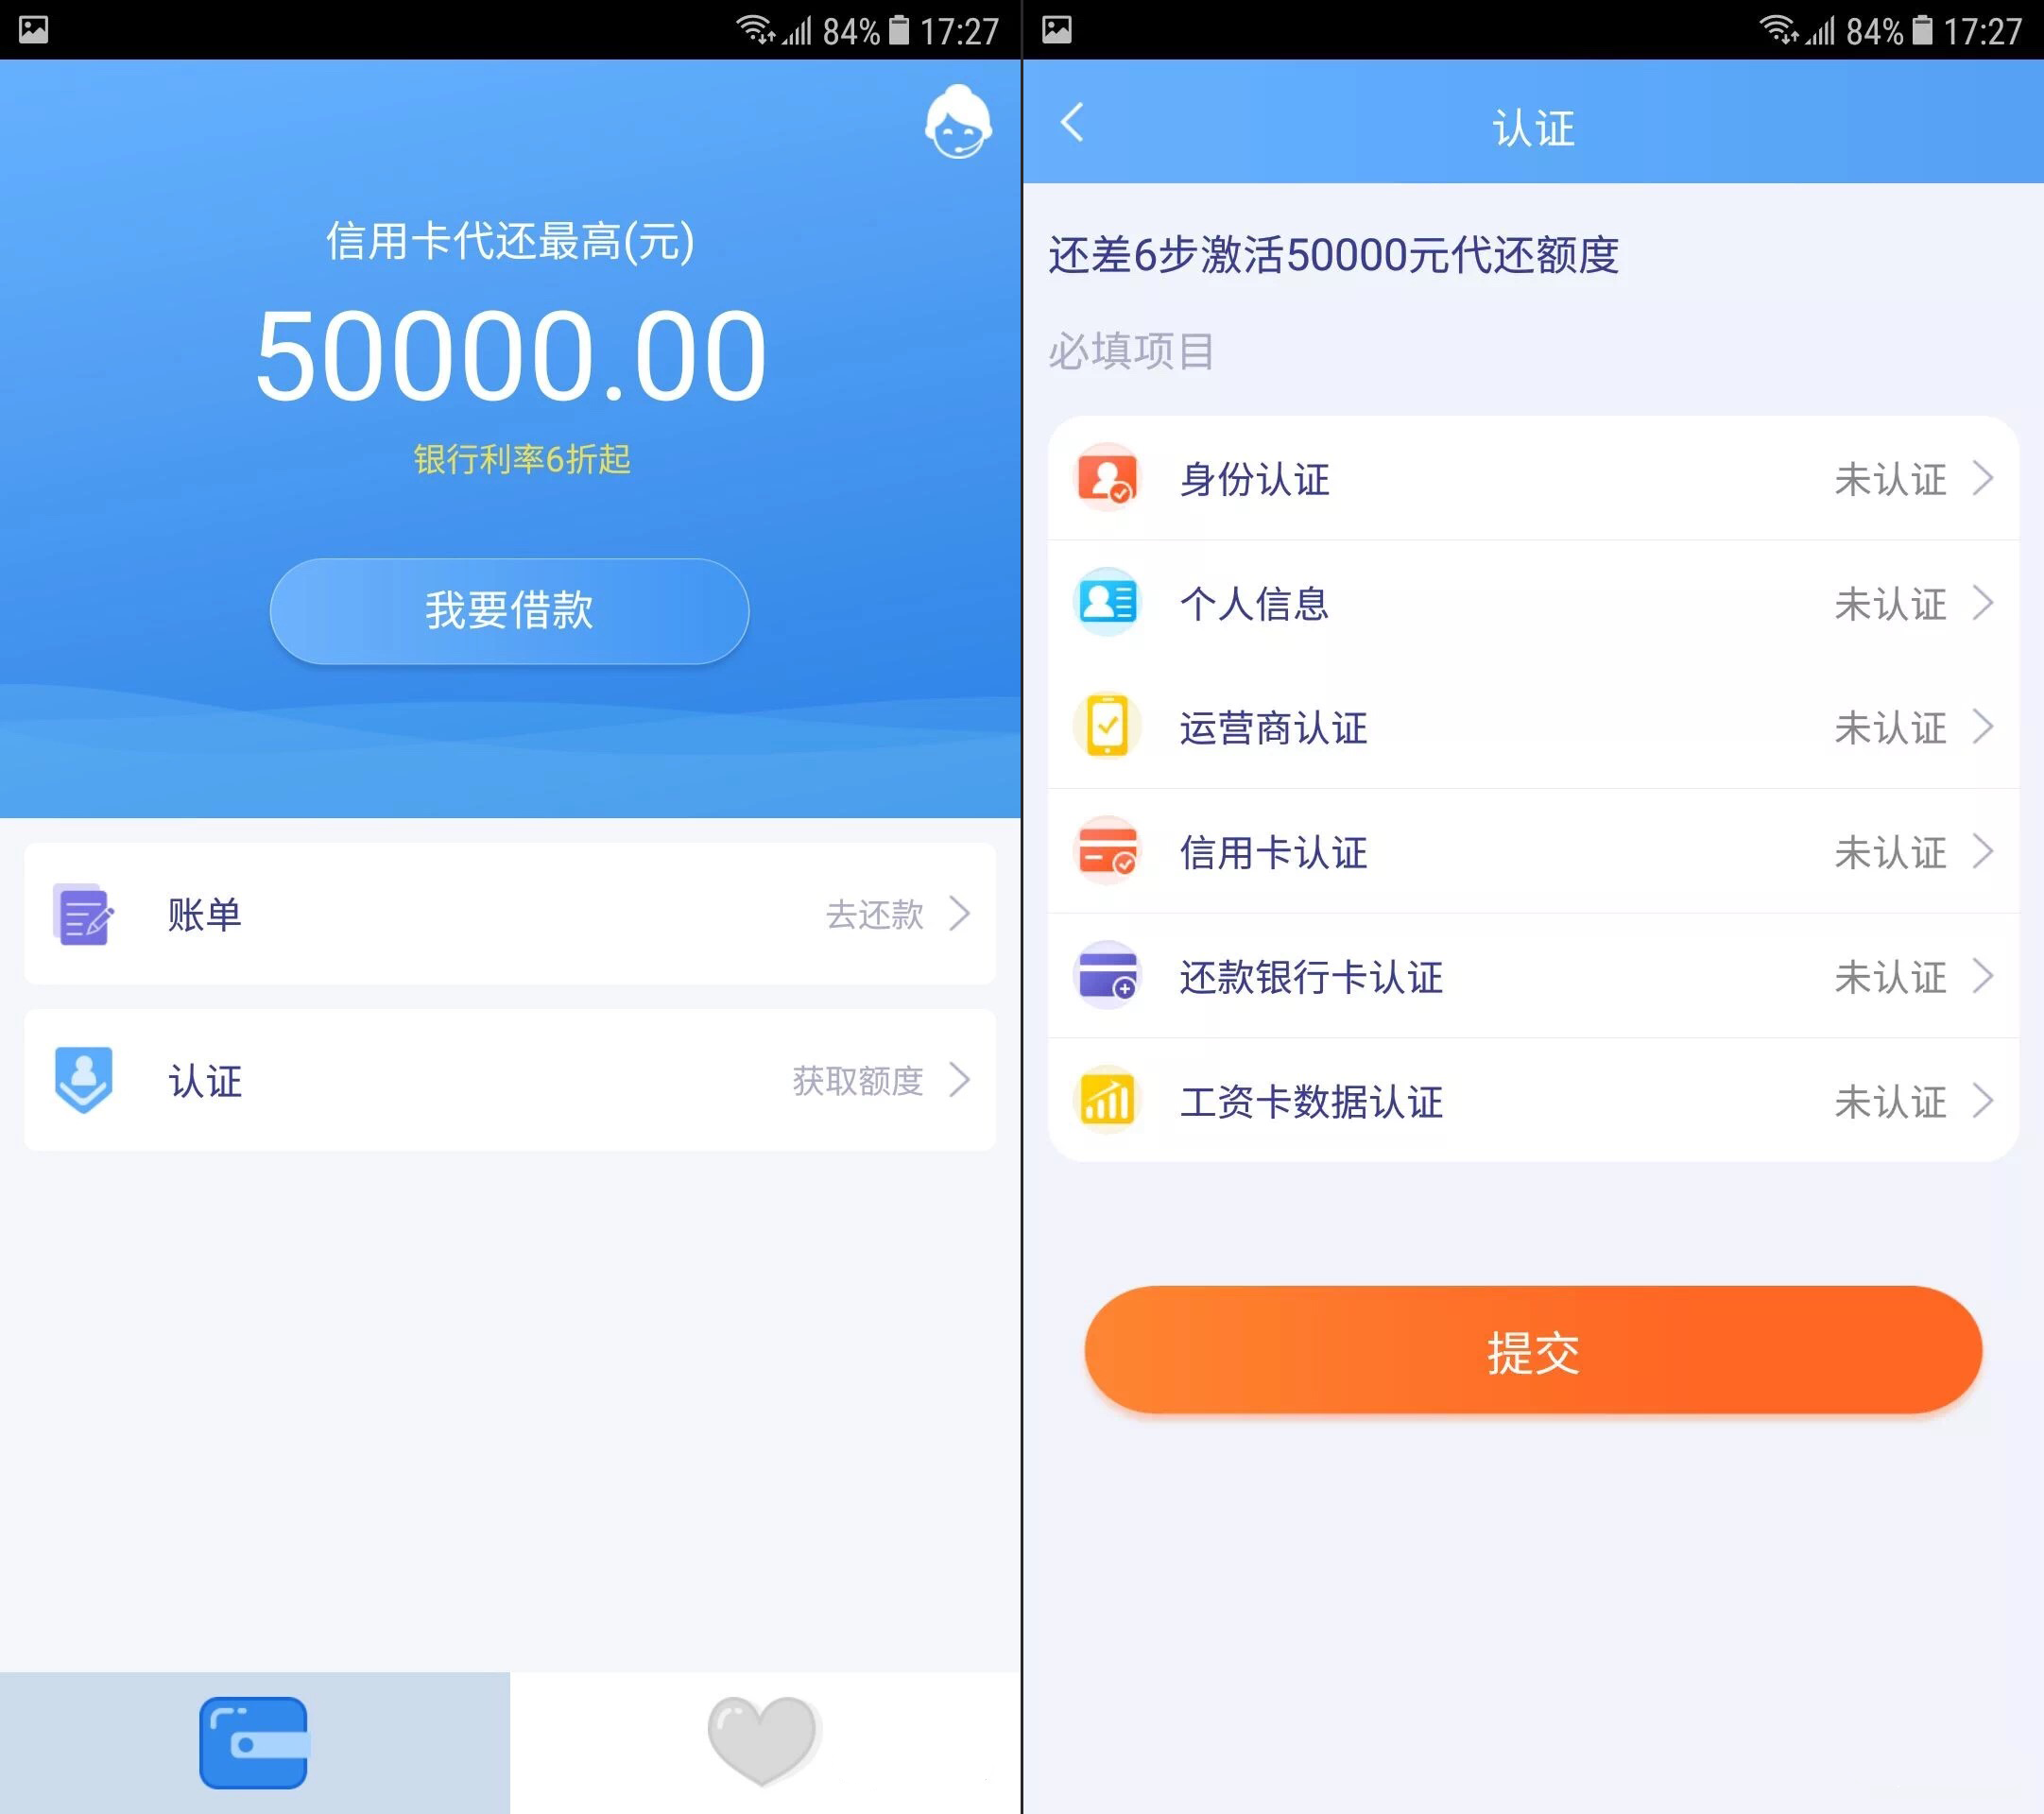 84% 17:27
信用卡代还最高(元)
50000.00
银行利率6折起
我要借款
账单 去还款
认证 获取额度
84% 17:27
认证
还差6步激活50000元代还额度
必填项目
身份认证 未认证
个人信息 未认证
运营商认证 未认证
信用卡认证 未认证
还款银行卡认证 未认证
工资卡数据认证 未认证
提交